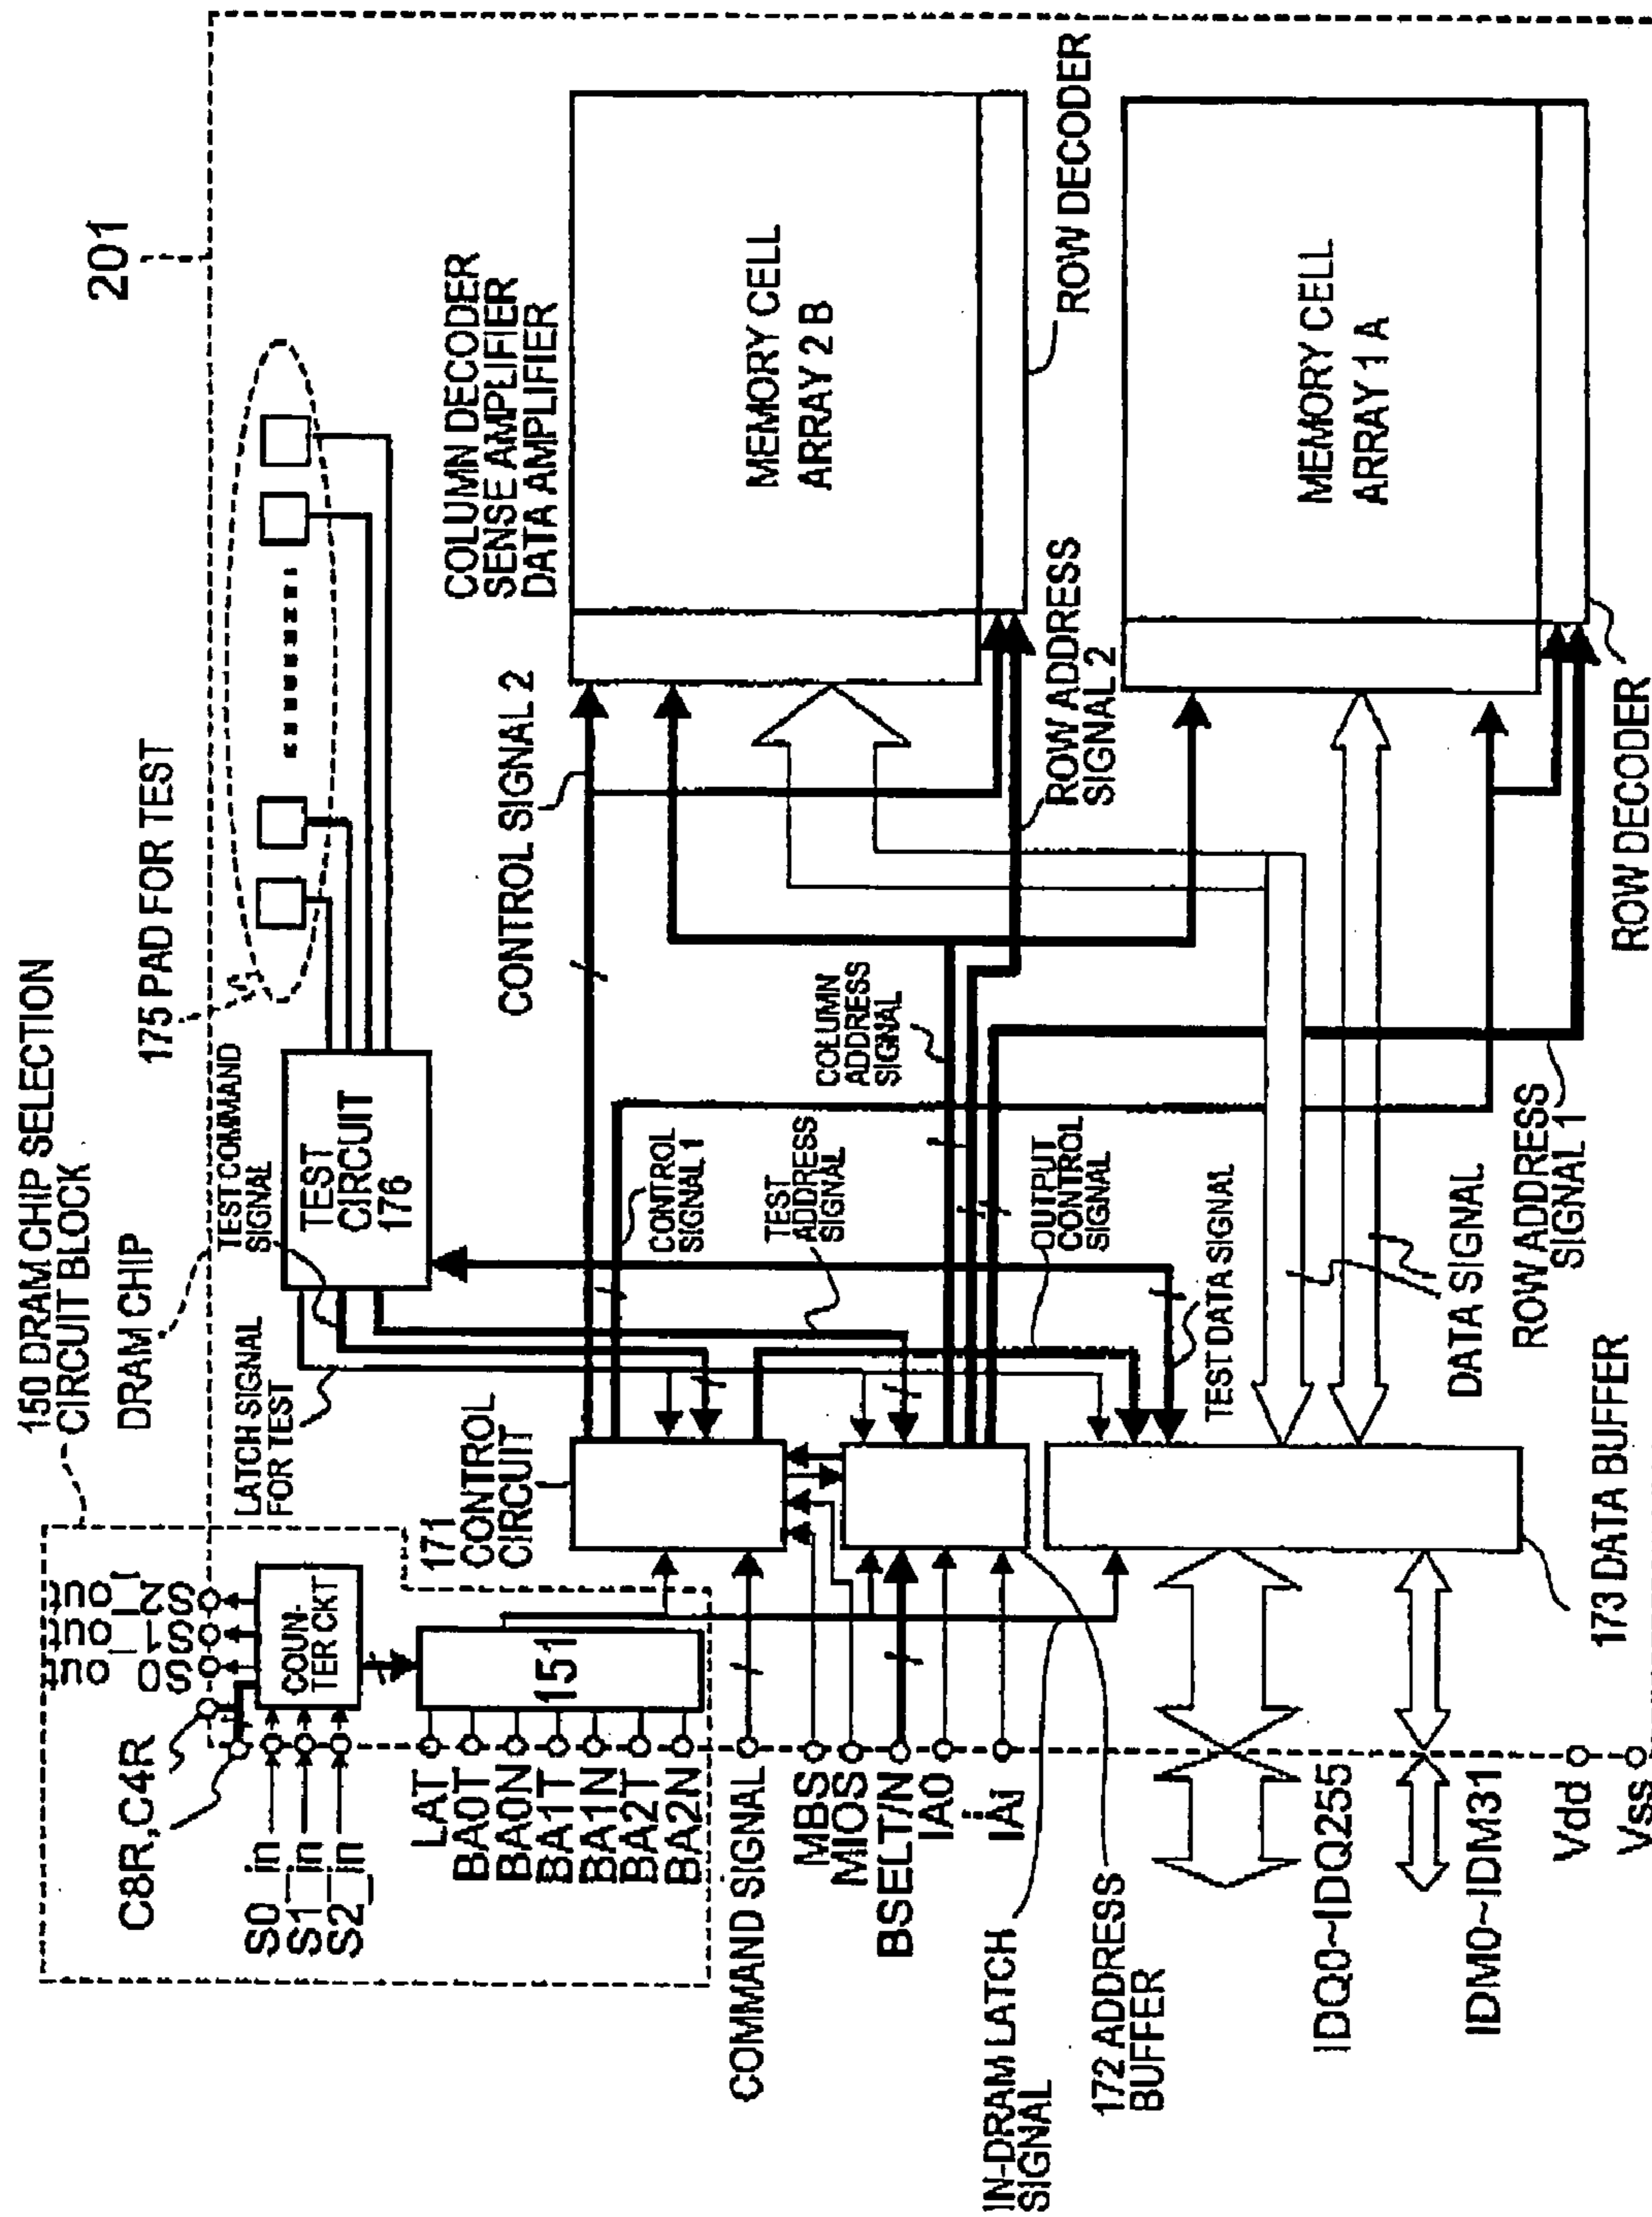 201
150 DRAM CHIP SELECTION
CIRCUIT BLOCK
DRAM CHIP
175 PAD FOR TEST
TEST COMMAND
SIGNAL
LATCH SIGNAL
FOR TEST
TEST
CIRCUIT
176
S0_out
S1_out
S2_out
COUN-
TER CKT
C8R,C4R
S0_in
S1_in
S2_in
151
LAT
BA0T
BA0N
BA1T
BA1N
BA2T
BA2N
COMMAND SIGNAL
MBS
MIOS
BSELT/N
IA0
IAi
171
CONTROL
CIRCUIT
CONTROL SIGNAL 2
CONTROL
SIGNAL 1
TEST
ADDRESS
SIGNAL
COLUMN
ADDRESS
SIGNAL
OUTPUT
CONTROL
SIGNAL
TEST DATA SIGNAL
COLUMN DECODER
SENSE AMPLIFIER
DATA AMPLIFIER
MEMORY CELL
ARRAY 2 B
ROW DECODER
ROW ADDRESS
SIGNAL 2
MEMORY CELL
ARRAY 1 A
ROW DECODER
DATA SIGNAL
ROW ADDRESS
SIGNAL 1
IN-DRAM LATCH
SIGNAL
172 ADDRESS
BUFFER
173 DATA BUFFER
IDQ0~IDQ255
IDM0~IDM31
Vdd
Vss